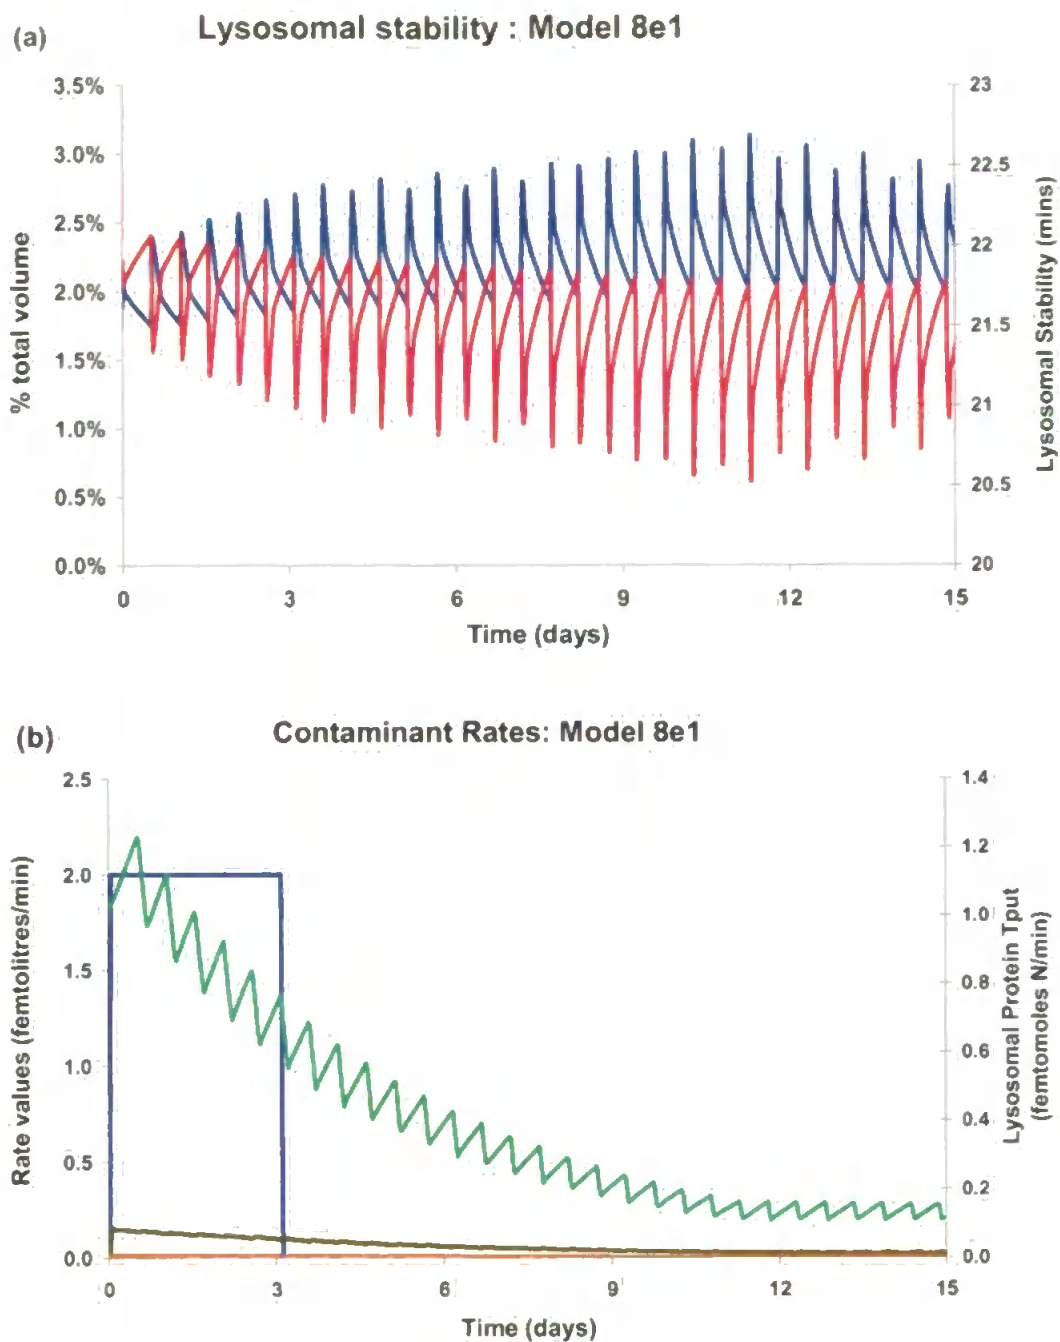 (a)
Lysosomal stability : Model 8e1
3.5%
3.0%
2.5%
2.0%
1.5%
1.0%
0.5%
0.0%
% total volume
23
22.5
22
21.5
21
20.5
20
Lysosomal Stability (mins)
0 3 6 9 12 15
Time (days)
(b)
Contaminant Rates: Model 8e1
2.5
2.0
1.5
1.0
0.5
0.0
Rate values (femtolitres/min)
1.4
1.2
1.0
0.8
0.6
0.4
0.2
0.0
Lysosomal Protein Tput
(femtomoles N/min)
0 3 6 9 12 15
Time (days)